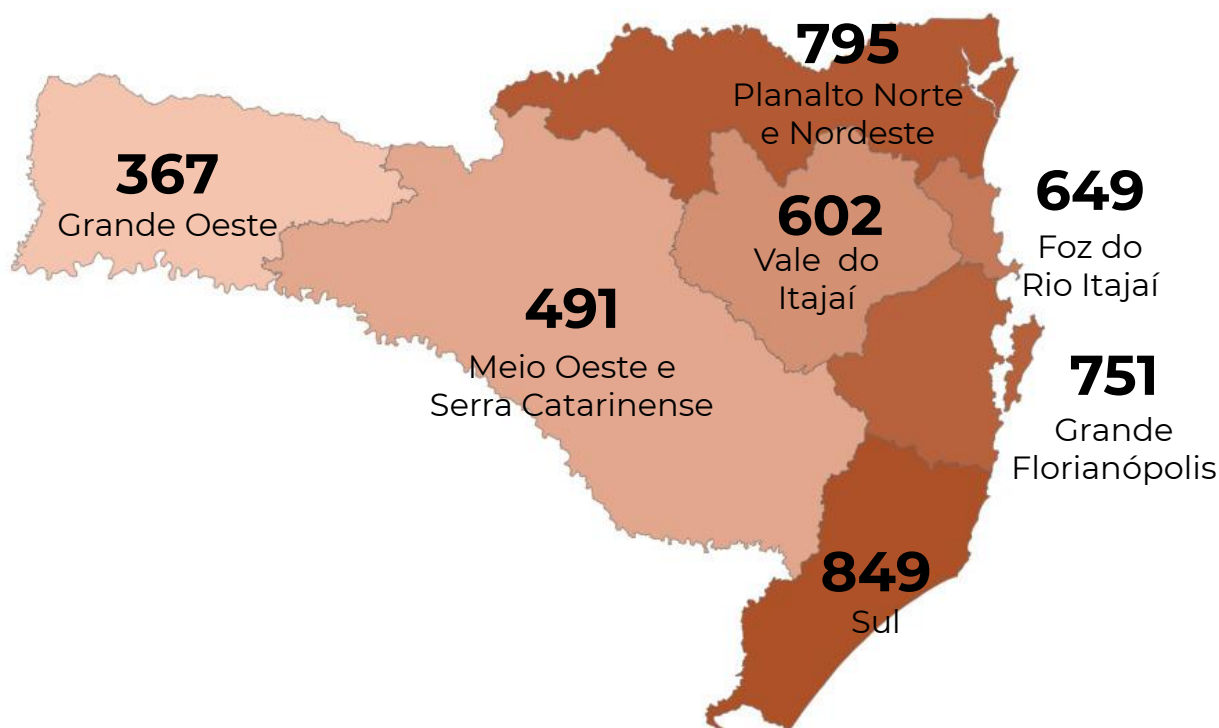 795
Planalto Norte
e Nordeste
367
Grande Oeste
649
Foz do
Rio Itajaí
602
Vale do
Itajaí
491
Meio Oeste e
Serra Catarinense
751
Grande
Florianópolis
849
Sul